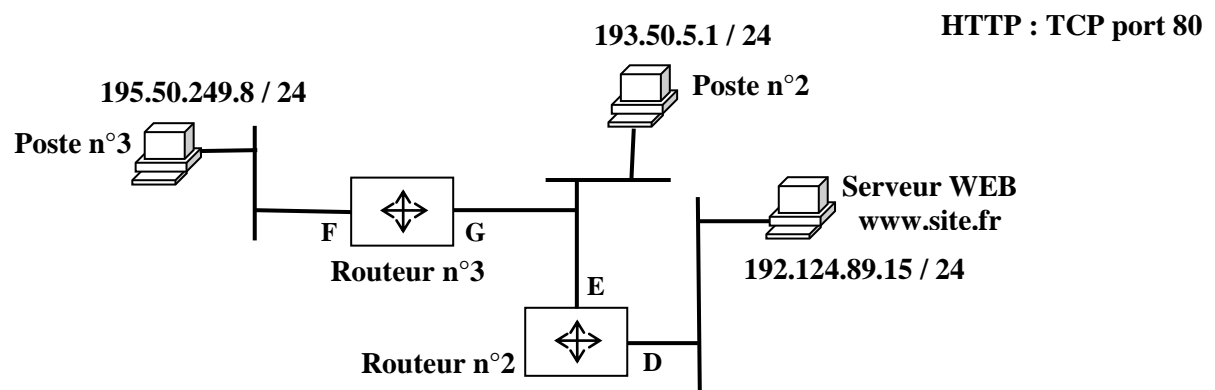 HTTP : TCP port 80
193.50.5.1 / 24
Poste n°2
195.50.249.8 / 24
Poste n°3
Serveur WEB
www.site.fr
192.124.89.15 / 24
F
G
Routeur n°3
E
Routeur n°2
D